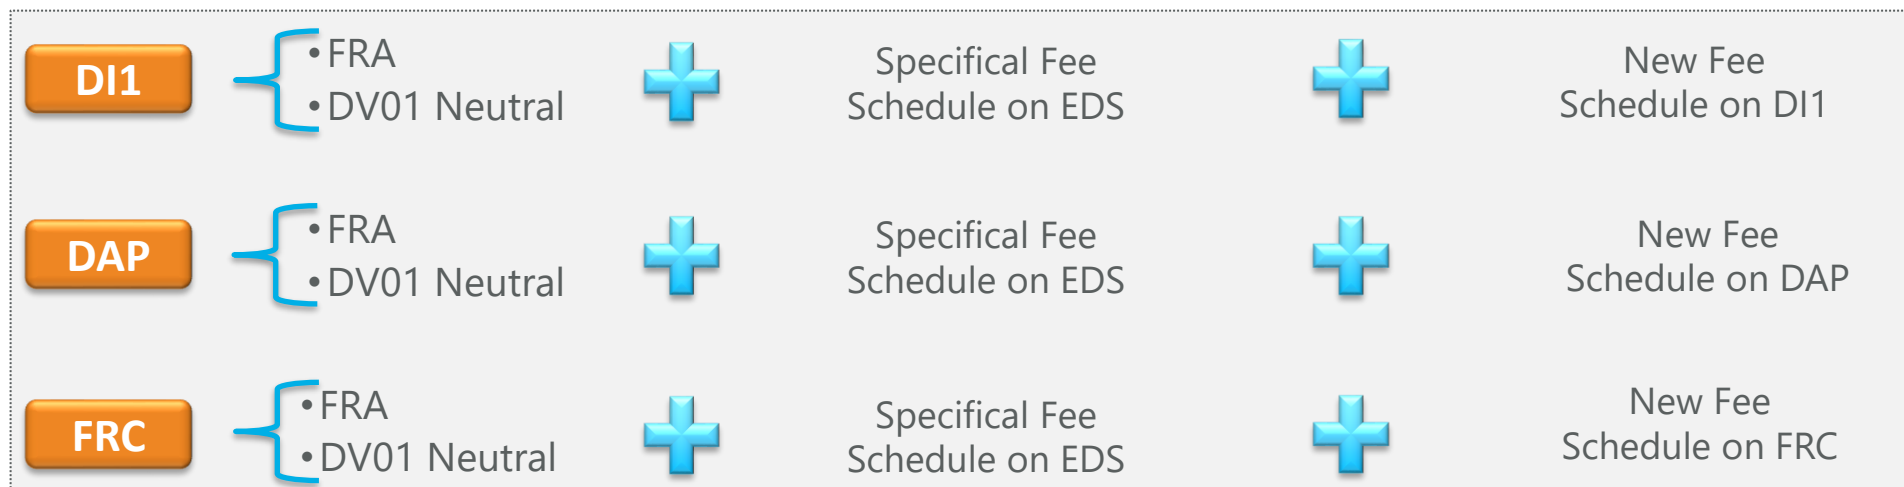 DI1
•FRA
•DV01 Neutral
Specifical Fee
Schedule on EDS
New Fee
Schedule on DI1
DAP
•FRA
•DV01 Neutral
Specifical Fee
Schedule on EDS
New Fee
Schedule on DAP
FRC
•FRA
•DV01 Neutral
Specifical Fee
Schedule on EDS
New Fee
Schedule on FRC